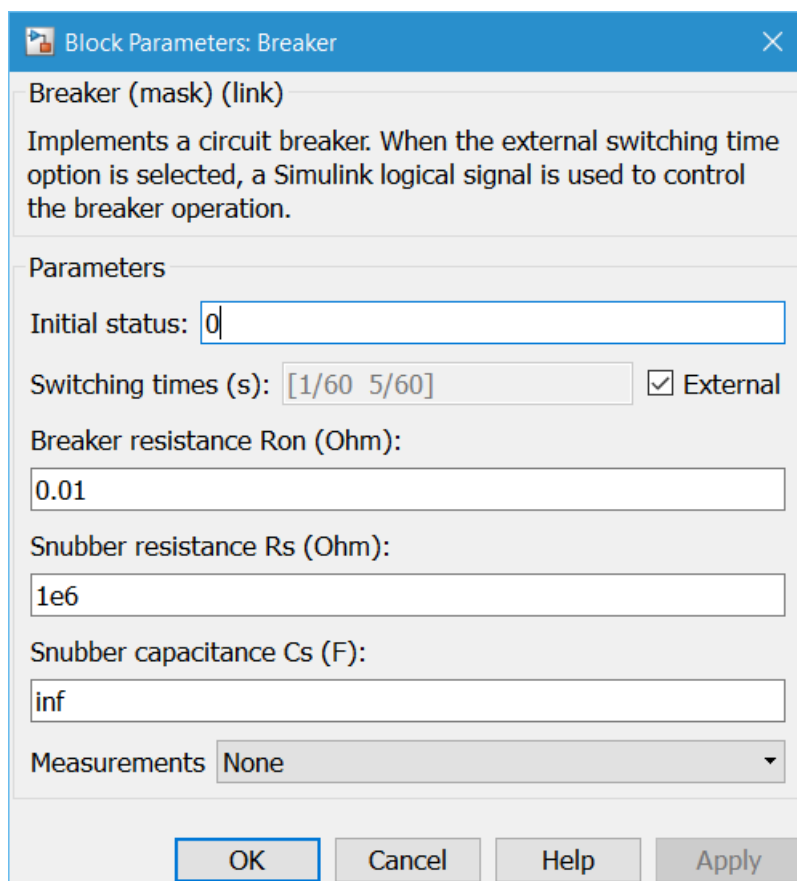 Block Parameters: Breaker
Breaker (mask) (link)
Implements a circuit breaker. When the external switching time
option is selected, a Simulink logical signal is used to control
the breaker operation.
Parameters
Initial status: 0
Switching times (s): [1/60  5/60] External
Breaker resistance Ron (Ohm):
0.01
Snubber resistance Rs (Ohm):
1e6
Snubber capacitance Cs (F):
inf
Measurements None
OK Cancel Help Apply